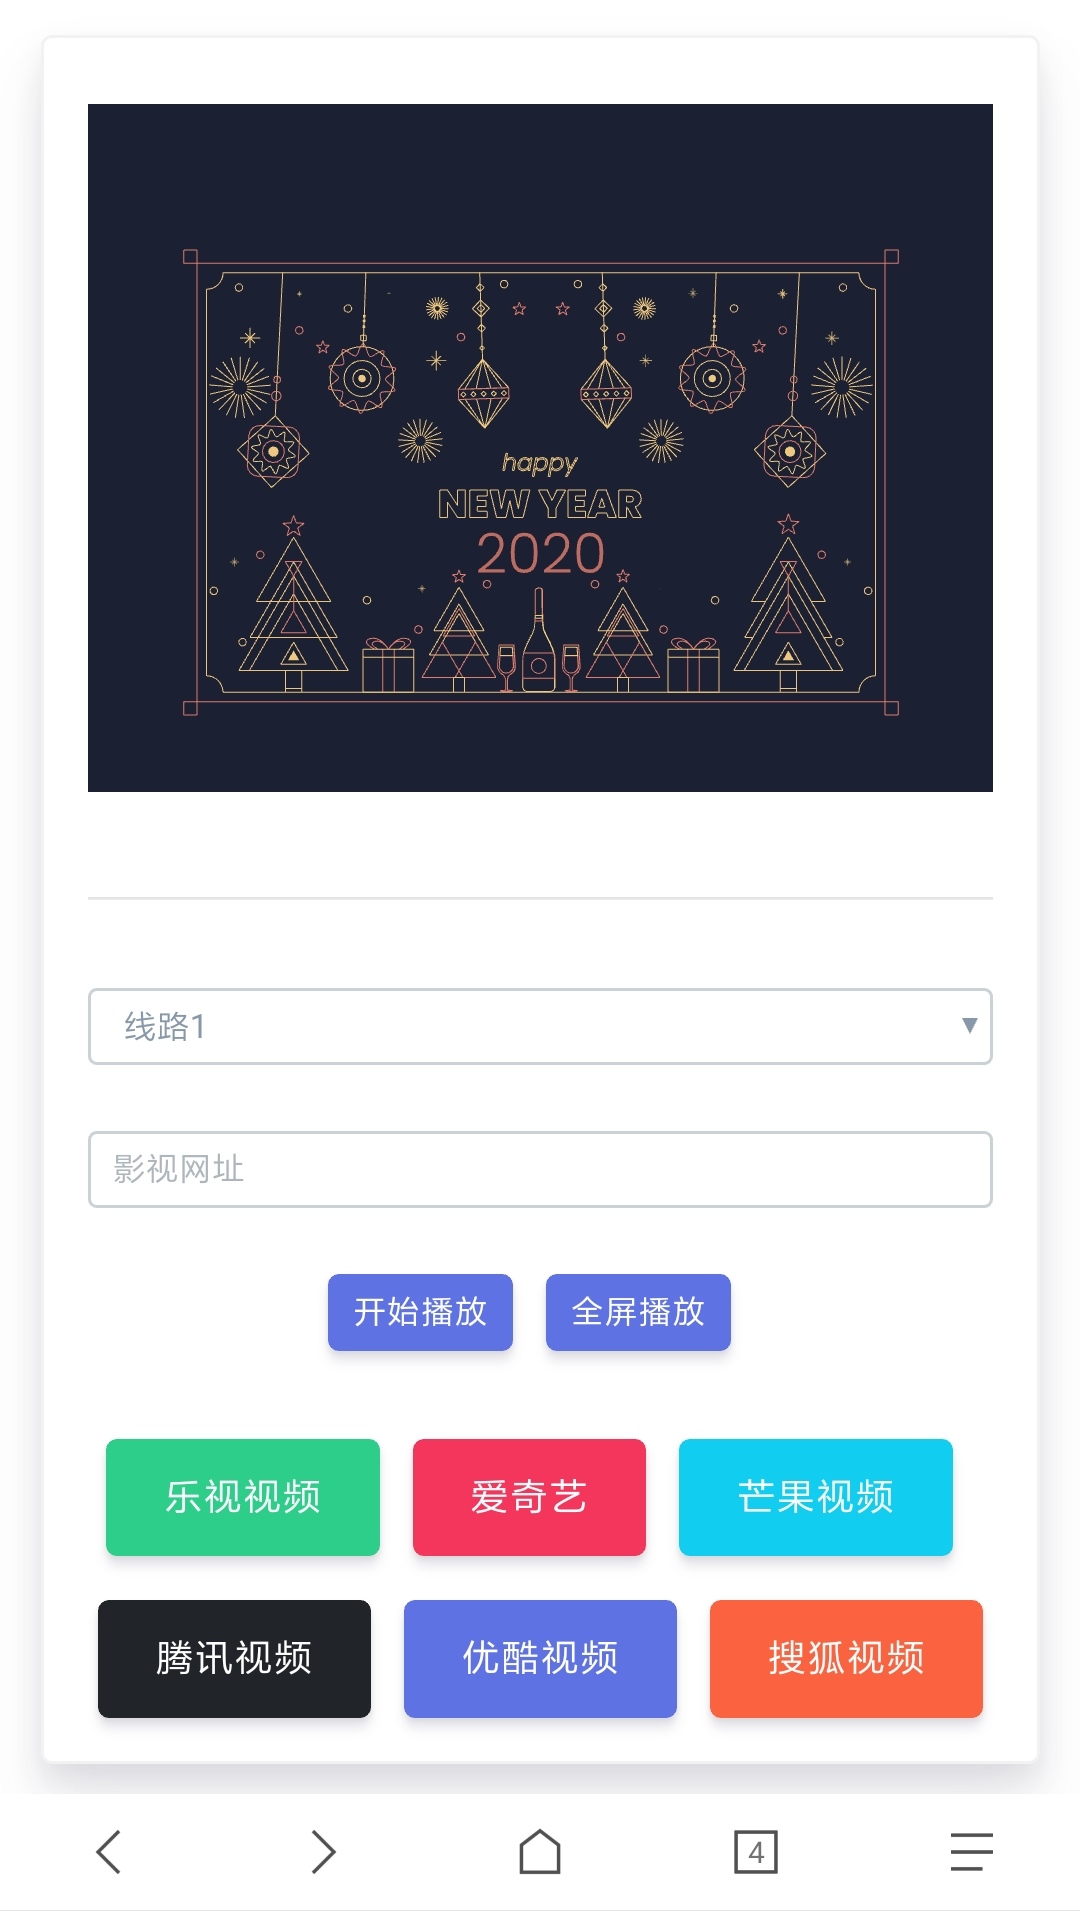 happy
NEW YEAR
2020
线路1
影视网址
开始播放 全屏播放
乐视视频 爱奇艺 芒果视频
腾讯视频 优酷视频 搜狐视频
4